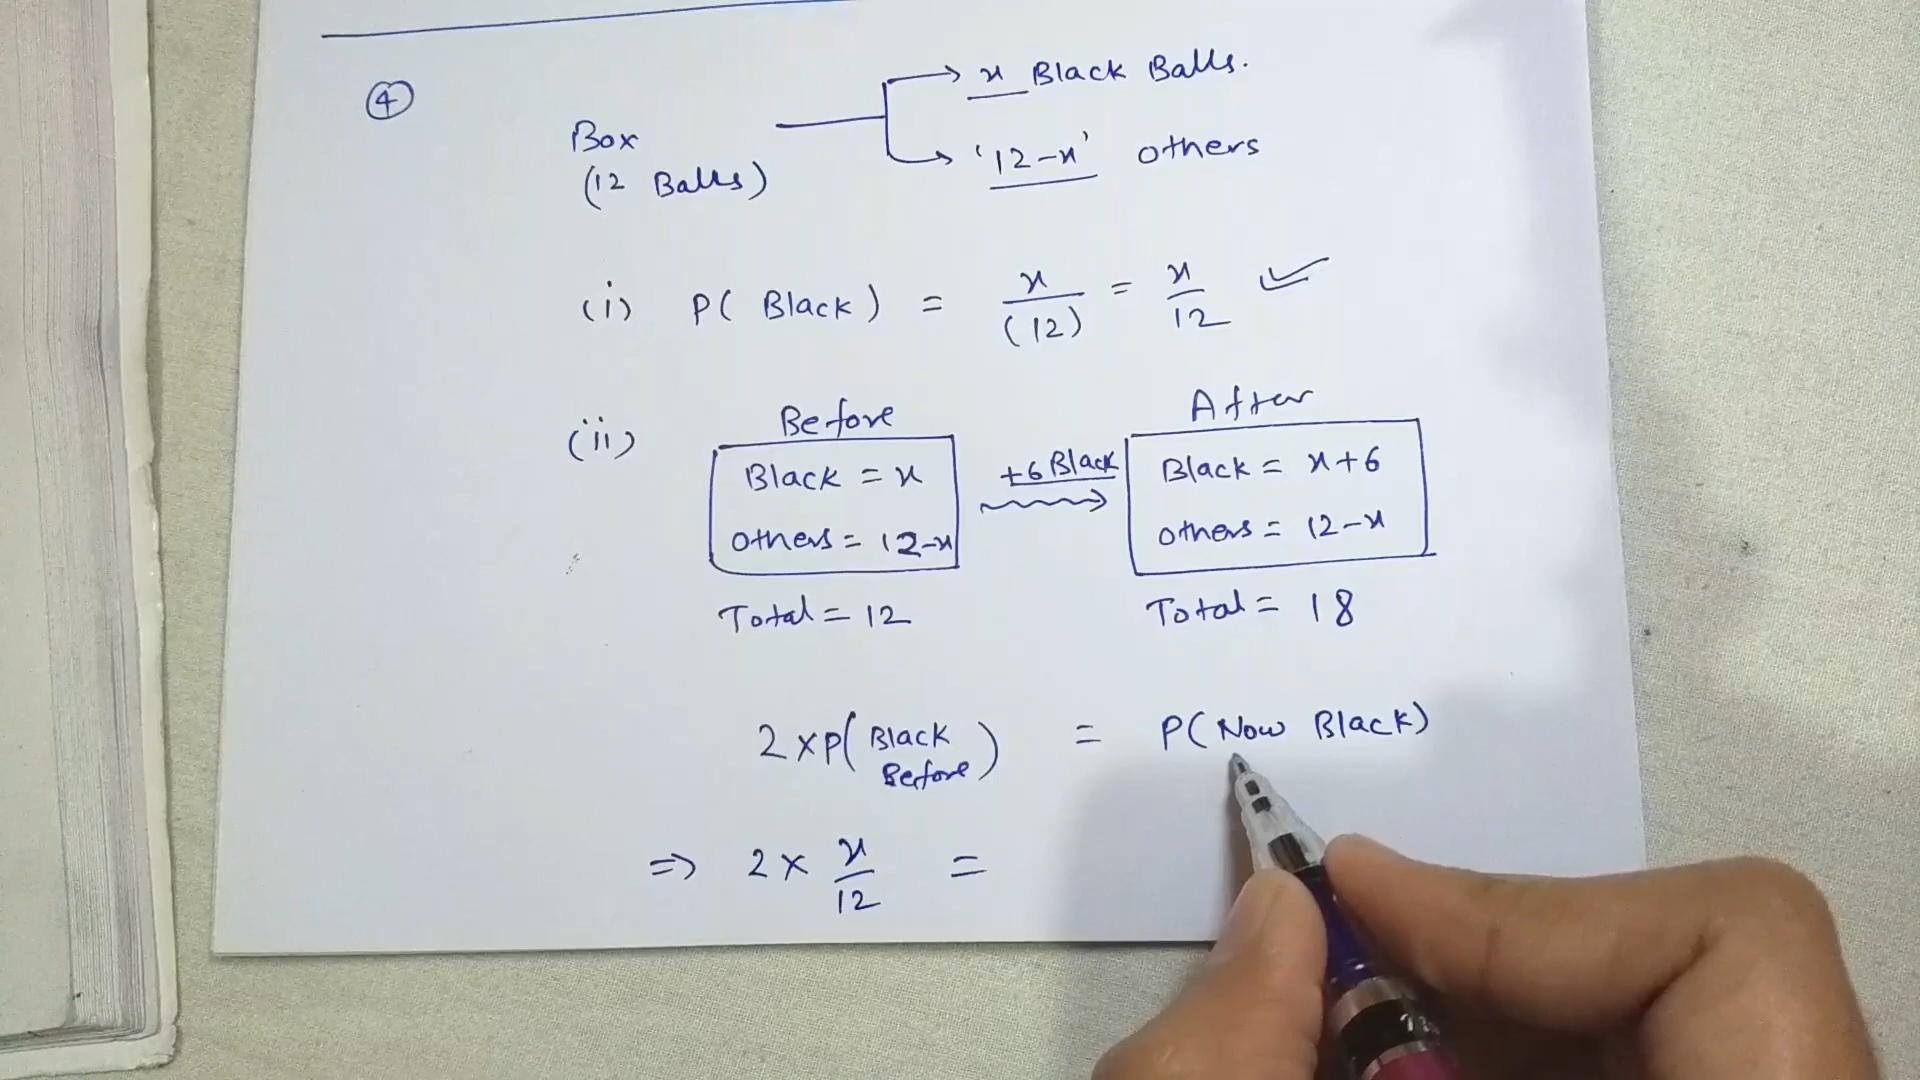 ④
x Black Balls.
Box
(12 Balls)
'12-x' others
(i) P( Black ) = x/(12) = x/12 ✓
(ii)
Before
Black = x
others = 12-x
Total = 12
+6 Black
After
Black = x+6
others = 12-x
Total = 18
2 x P( Black Before ) = P( Now Black)
=> 2 x x/12 =